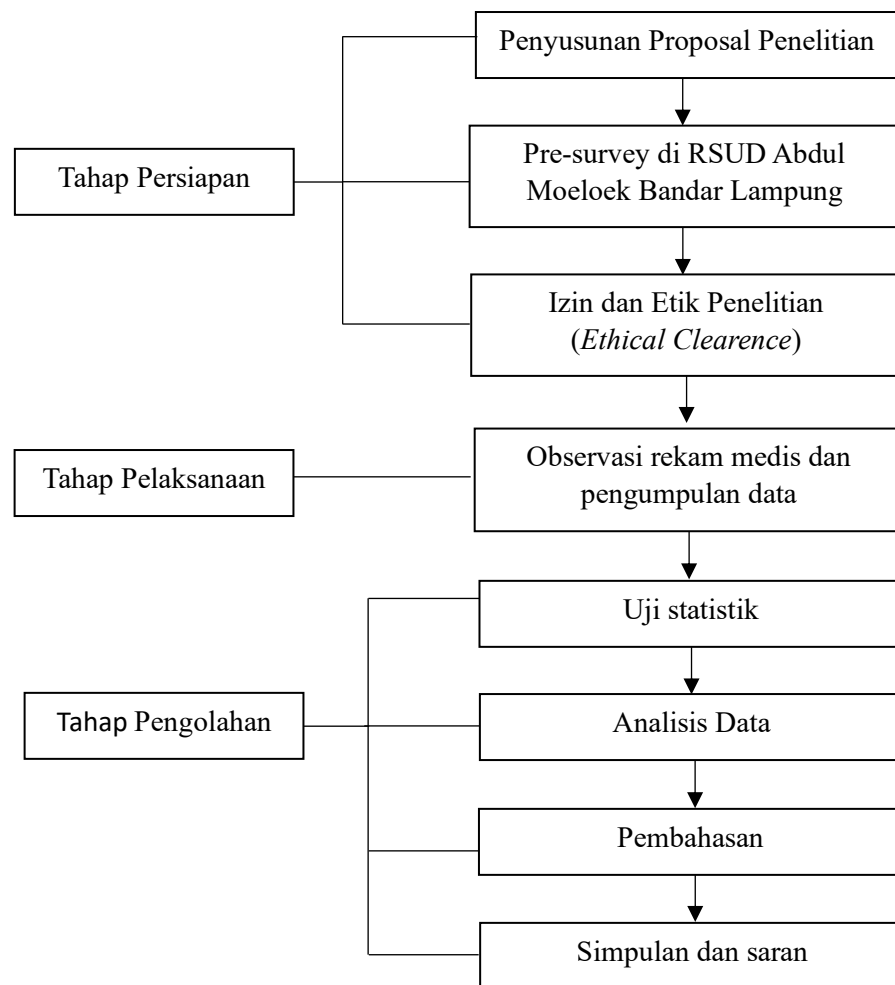 Penyusunan Proposal Penelitian
Tahap Persiapan
Pre-survey di RSUD Abdul
Moeloek Bandar Lampung
Izin dan Etik Penelitian
(Ethical Clearence)
Tahap Pelaksanaan
Observasi rekam medis dan
pengumpulan data
Uji statistik
Tahap Pengolahan
Analisis Data
Pembahasan
Simpulan dan saran